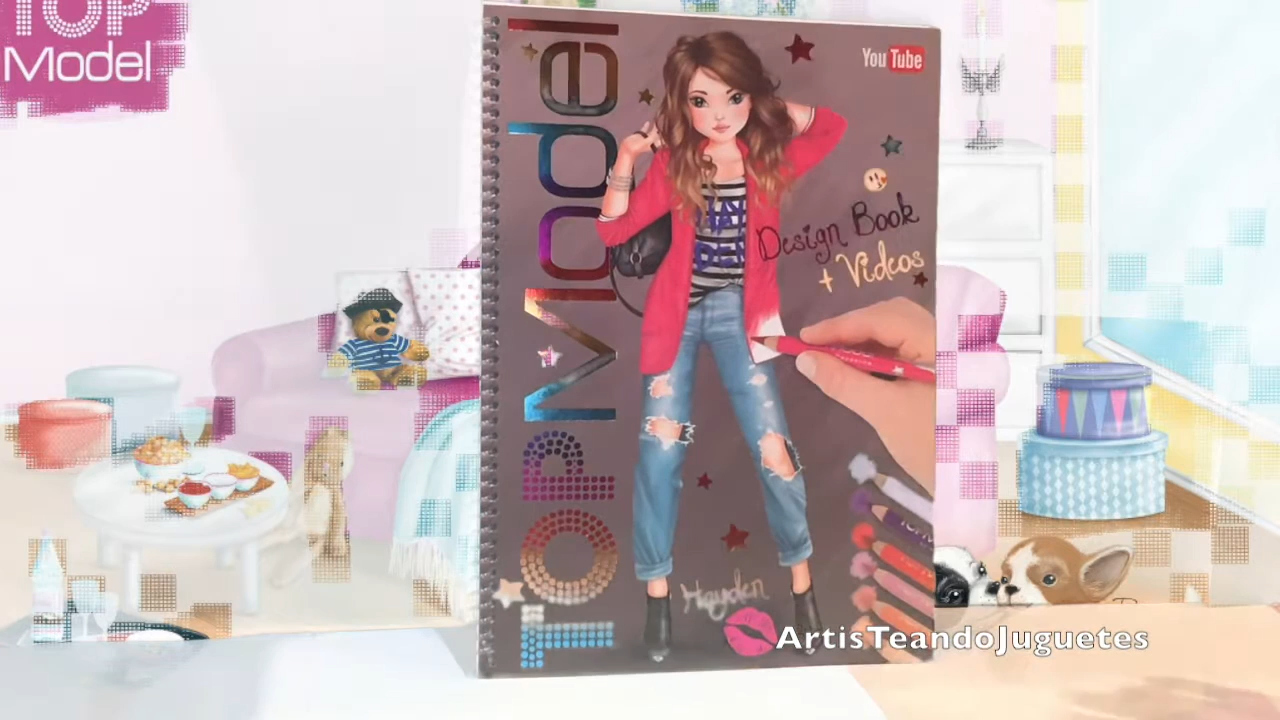 TOP
Model
TOPModel
YouTube
Design Book
+ Videos
Hayden
ArtisTeandoJuguetes